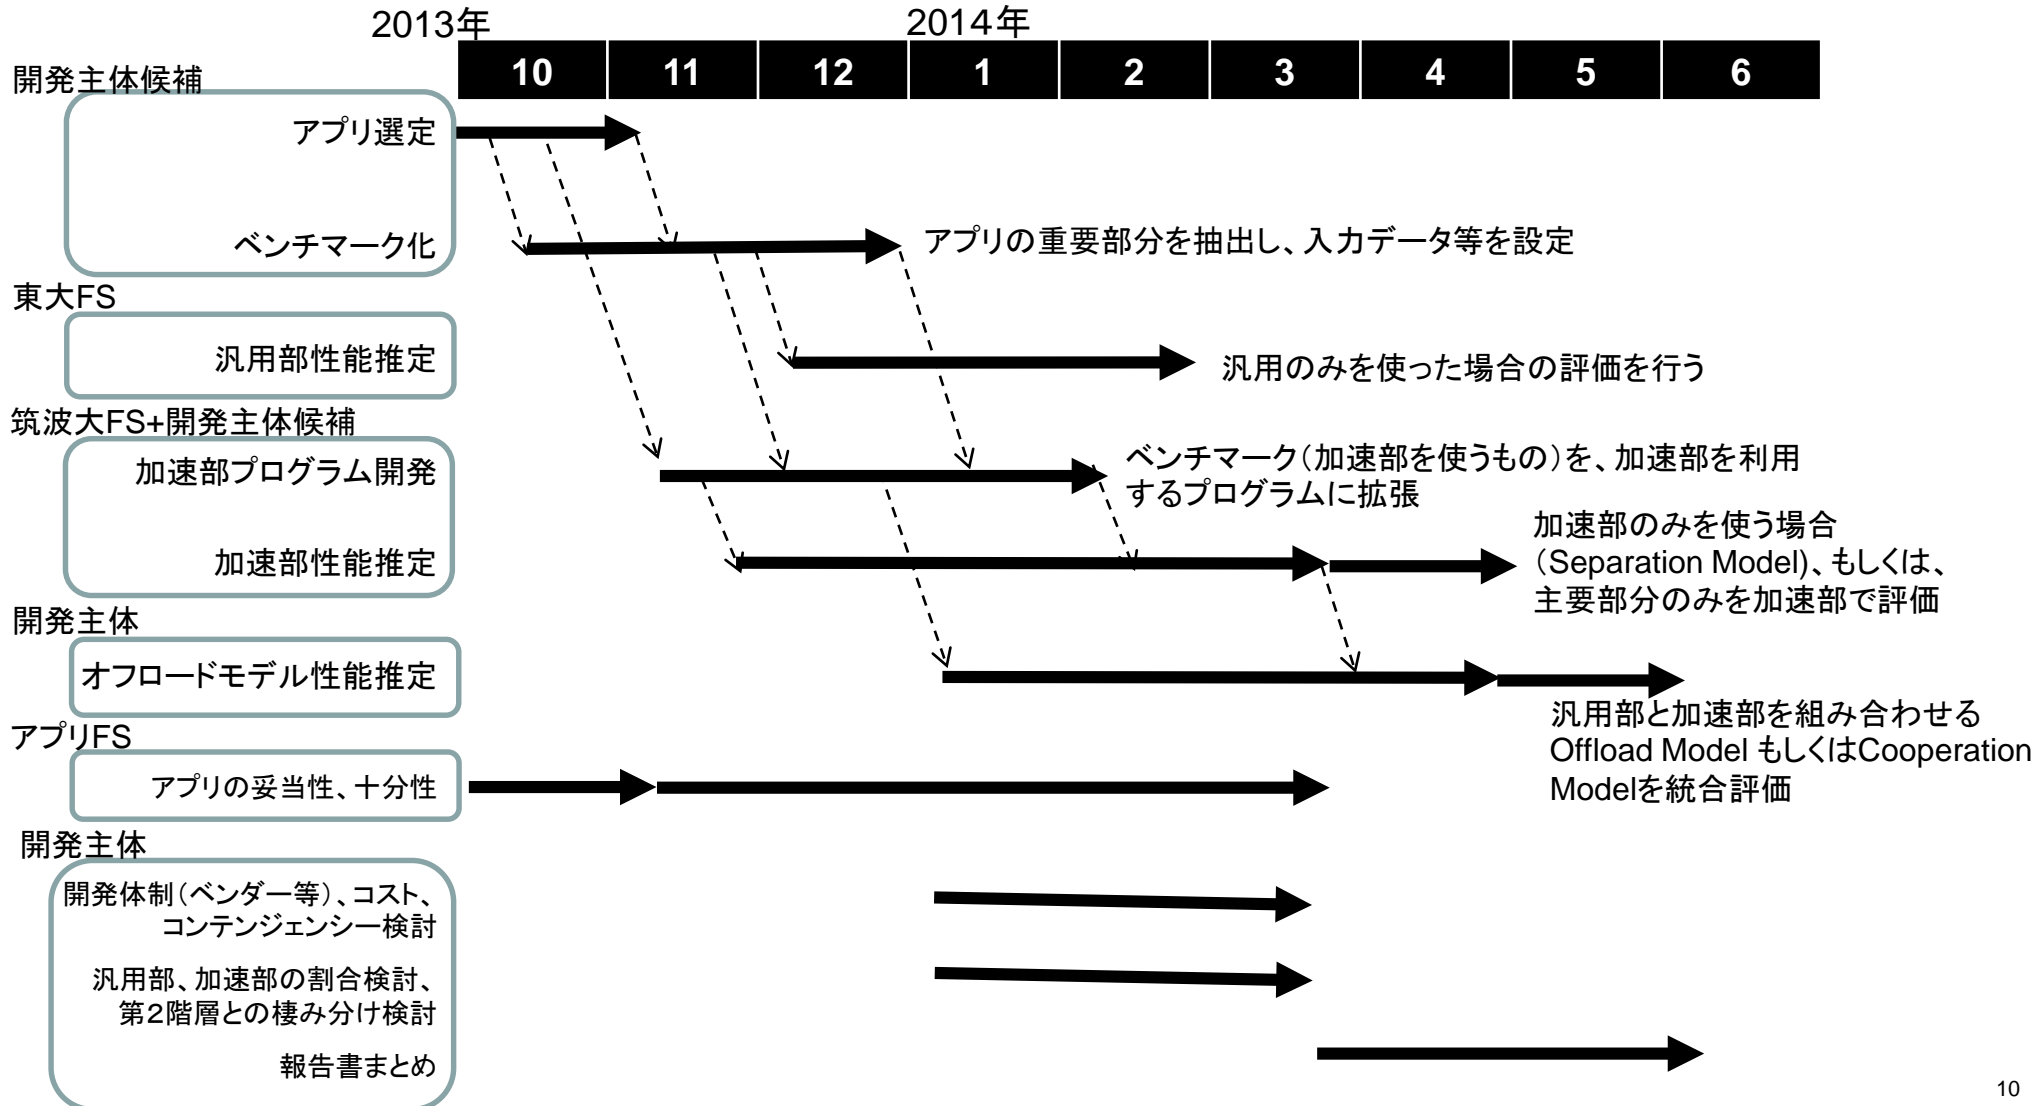 2013年
2014年
10 11 12 1 2 3 4 5 6
開発主体候補
アプリ選定
ベンチマーク化
アプリの重要部分を抽出し、入力データ等を設定
東大FS
汎用部性能推定
汎用のみを使った場合の評価を行う
筑波大FS+開発主体候補
加速部プログラム開発
ベンチマーク(加速部を使うもの)を、加速部を利用
するプログラムに拡張
加速部性能推定
加速部のみを使う場合
(Separation Model)、もしくは、
主要部分のみを加速部で評価
開発主体
オフロードモデル性能推定
汎用部と加速部を組み合わせる
Offload Model もしくはCooperation
Modelを統合評価
アプリFS
アプリの妥当性、十分性
開発主体
開発体制(ベンダー等)、コスト、
コンテンジェンシー検討
汎用部、加速部の割合検討、
第2階層との棲み分け検討
報告書まとめ
10